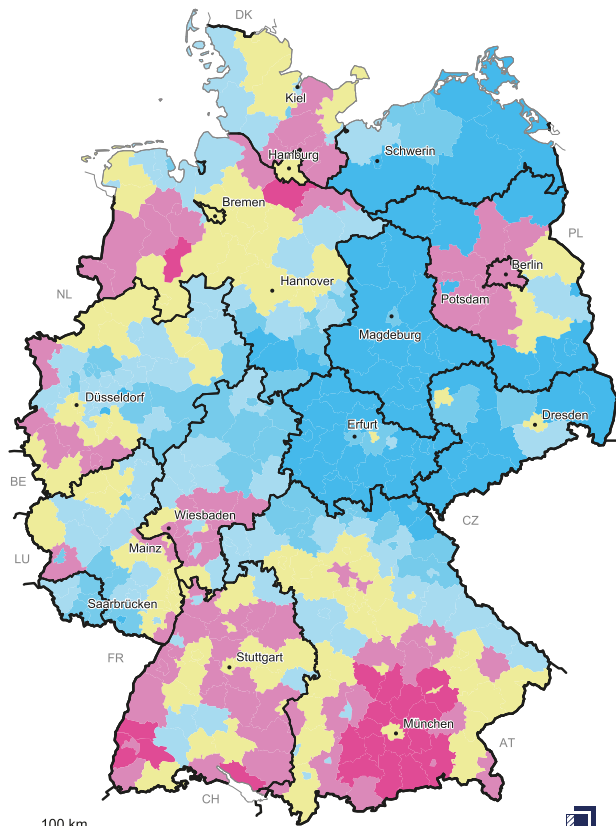 DK
Kiel
Hamburg
Schwerin
Bremen
PL
Berlin
Hannover
NL
Potsdam
Magdeburg
Düsseldorf
Dresden
Erfurt
BE
Wiesbaden
CZ
Mainz
LU
Saarbrücken
FR
Stuttgart
München
AT
CH
100 km